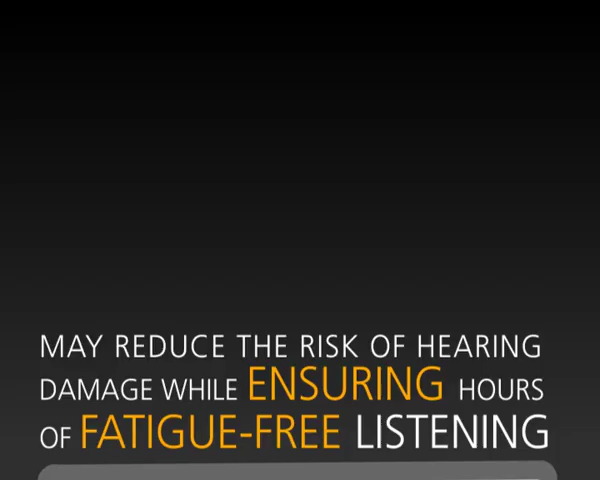 MAY REDUCE THE RISK OF HEARING
DAMAGE WHILE ENSURING HOURS
OF FATIGUE-FREE LISTENING